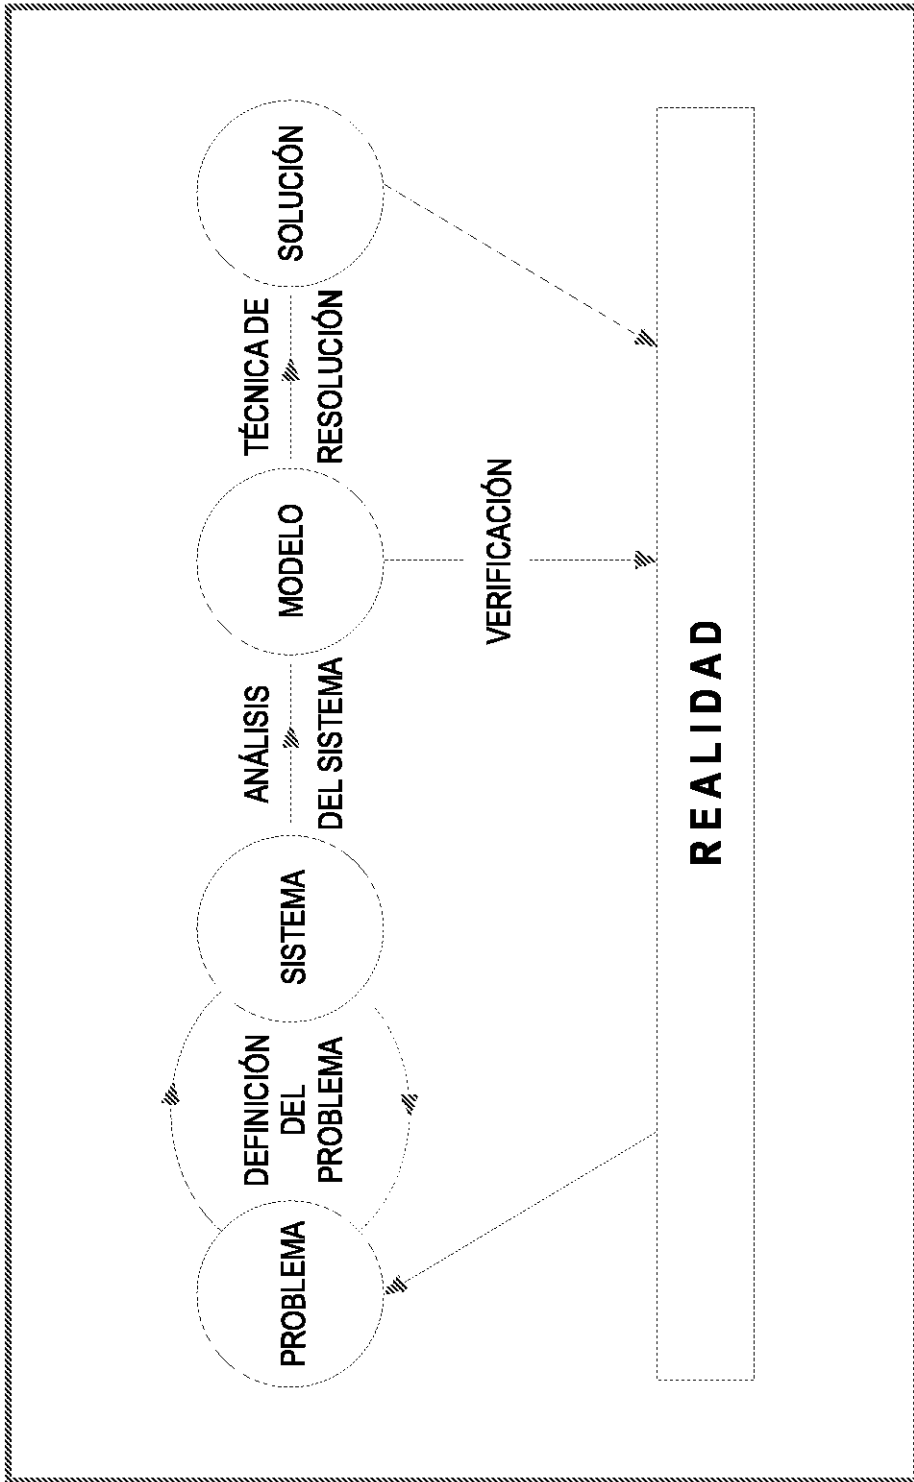 PROBLEMA
DEFINICIÓN
DEL
PROBLEMA
SISTEMA
ANÁLISIS
DEL SISTEMA
MODELO
TÉCNICA DE
RESOLUCIÓN
SOLUCIÓN
VERIFICACIÓN
REALIDAD